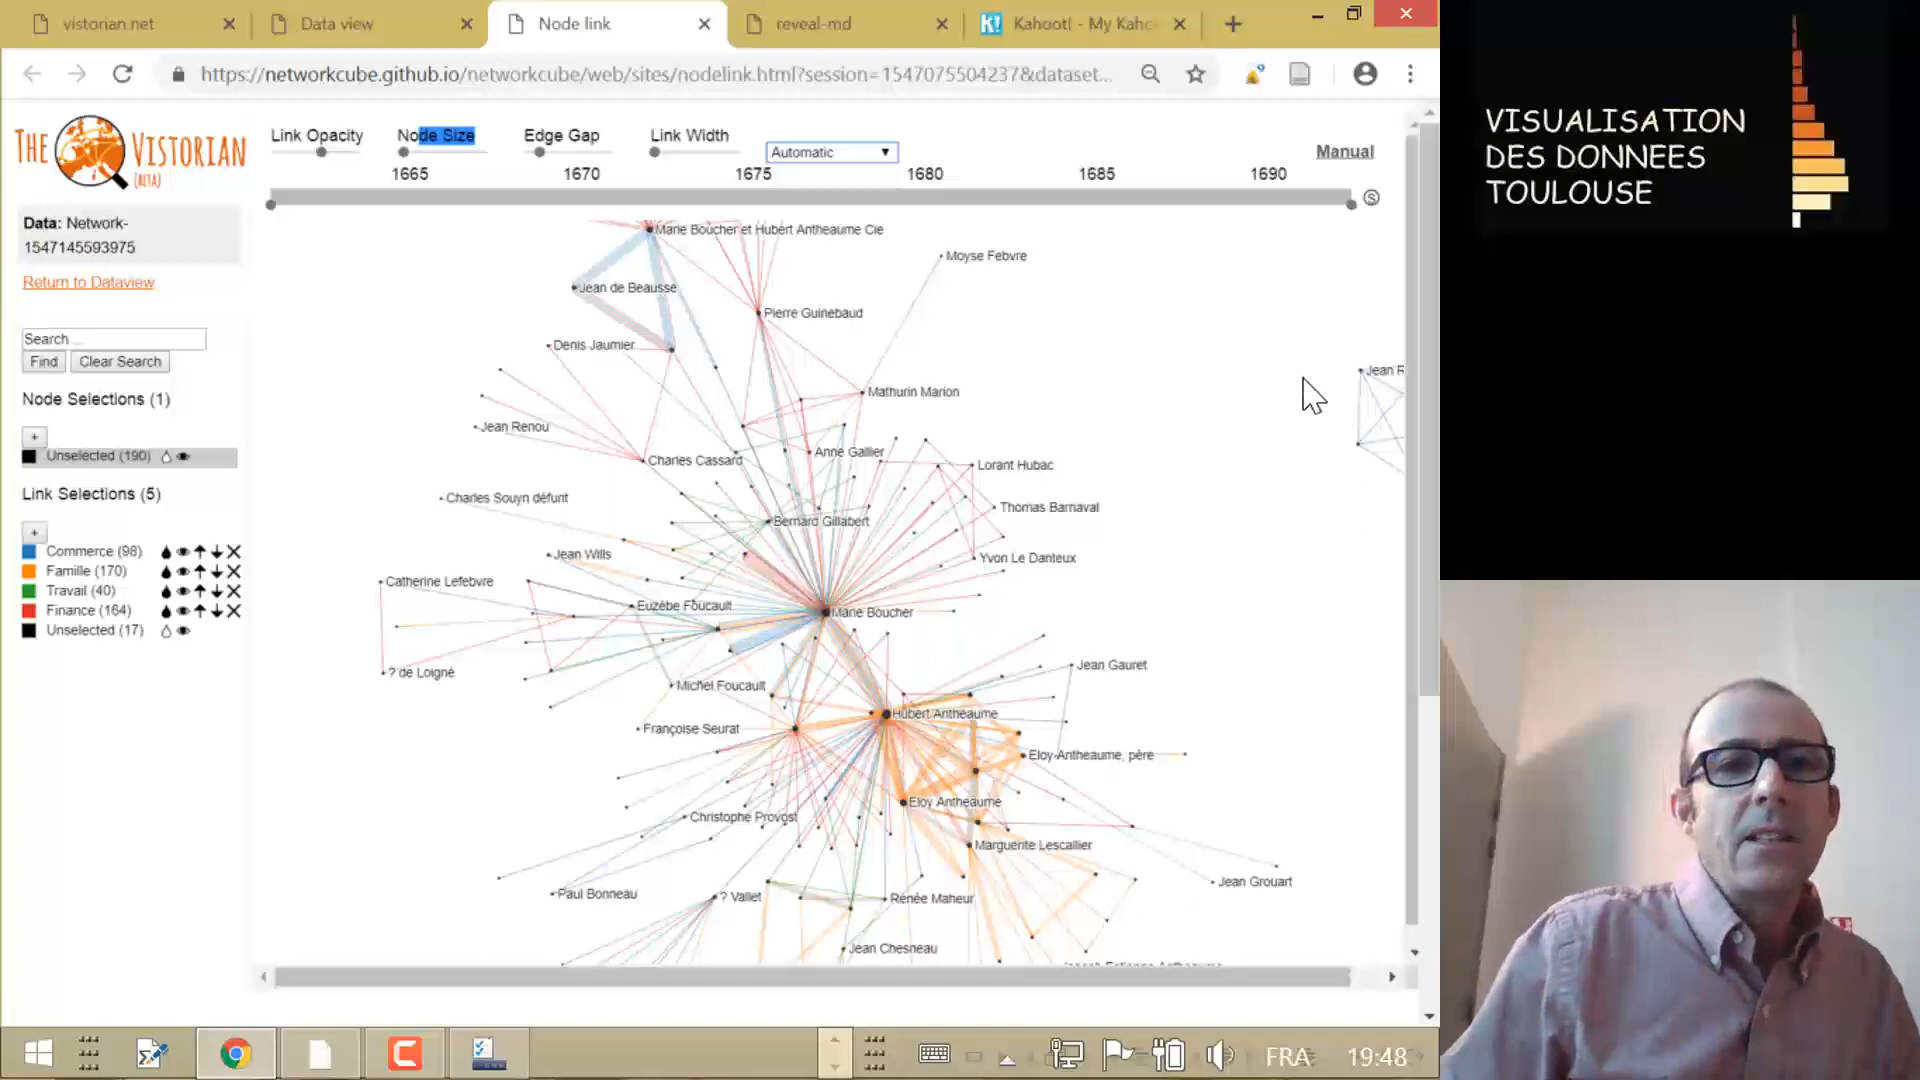 vistorian.net
Data view
Node link
reveal-md
Kahoot! - My Kaho
https://networkcube.github.io/networkcube/web/sites/nodelink.html?session=1547075504237&dataset...
THE VISTORIAN
(BETA)
Link Opacity
Node Size
Edge Gap
Link Width
Automatic
Manual
1665
1670
1675
1680
1685
1690
Data: Network-
1547145593975
Return to Dataview
Search ...
Find
Clear Search
Node Selections (1)
+
Unselected (190)
Link Selections (5)
+
Commerce (98)
Famille (170)
Travail (40)
Finance (164)
Unselected (17)
Marie Boucher et Hubert Antheaume Cie
Moyse Febvre
Jean de Beausse
Pierre Guinebaud
Denis Jaumier
Jean R
Mathurin Marion
Jean Renou
Anne Gallier
Charles Cassard
Lorant Hubac
Charles Souyn défunt
Thomas Barnaval
Bernard Gillabert
Jean Wills
Yvon Le Danteux
Catherine Lefebvre
Euzèbe Foucault
Marie Boucher
? de Loigné
Jean Gauret
Michel Foucault
Hubert Antheaume
Françoise Seurat
Eloy Antheaume, père
Eloy Antheaume
Christophe Provost
Marguerite Lescallier
Jean Grouart
Paul Bonneau
? Vallet
Renée Maheur
Jean Chesneau
VISUALISATION
DES DONNEES
TOULOUSE
FRA
19:48